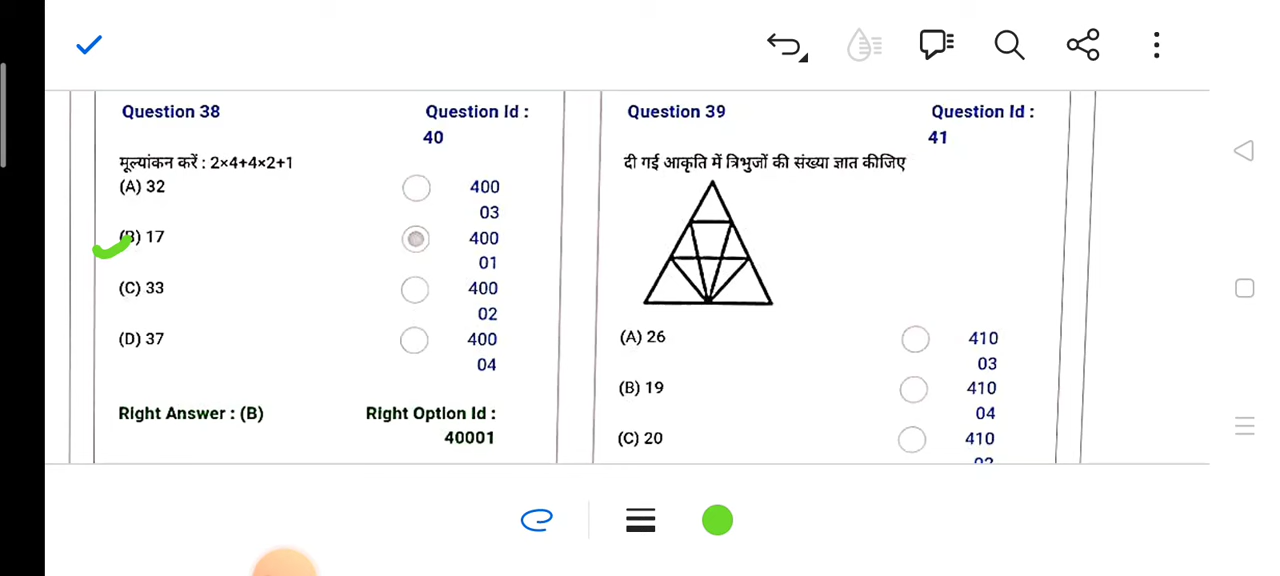 Question 38
Question Id :
40
मूल्यांकन करें : 2×4+4×2+1
(A) 32
400
03
(B) 17
400
01
(C) 33
400
02
(D) 37
400
04
Right Answer : (B)
Right Option Id :
40001
Question 39
Question Id :
41
दी गई आकृति में त्रिभुजों की संख्या ज्ञात कीजिए
(A) 26
410
03
(B) 19
410
04
(C) 20
410